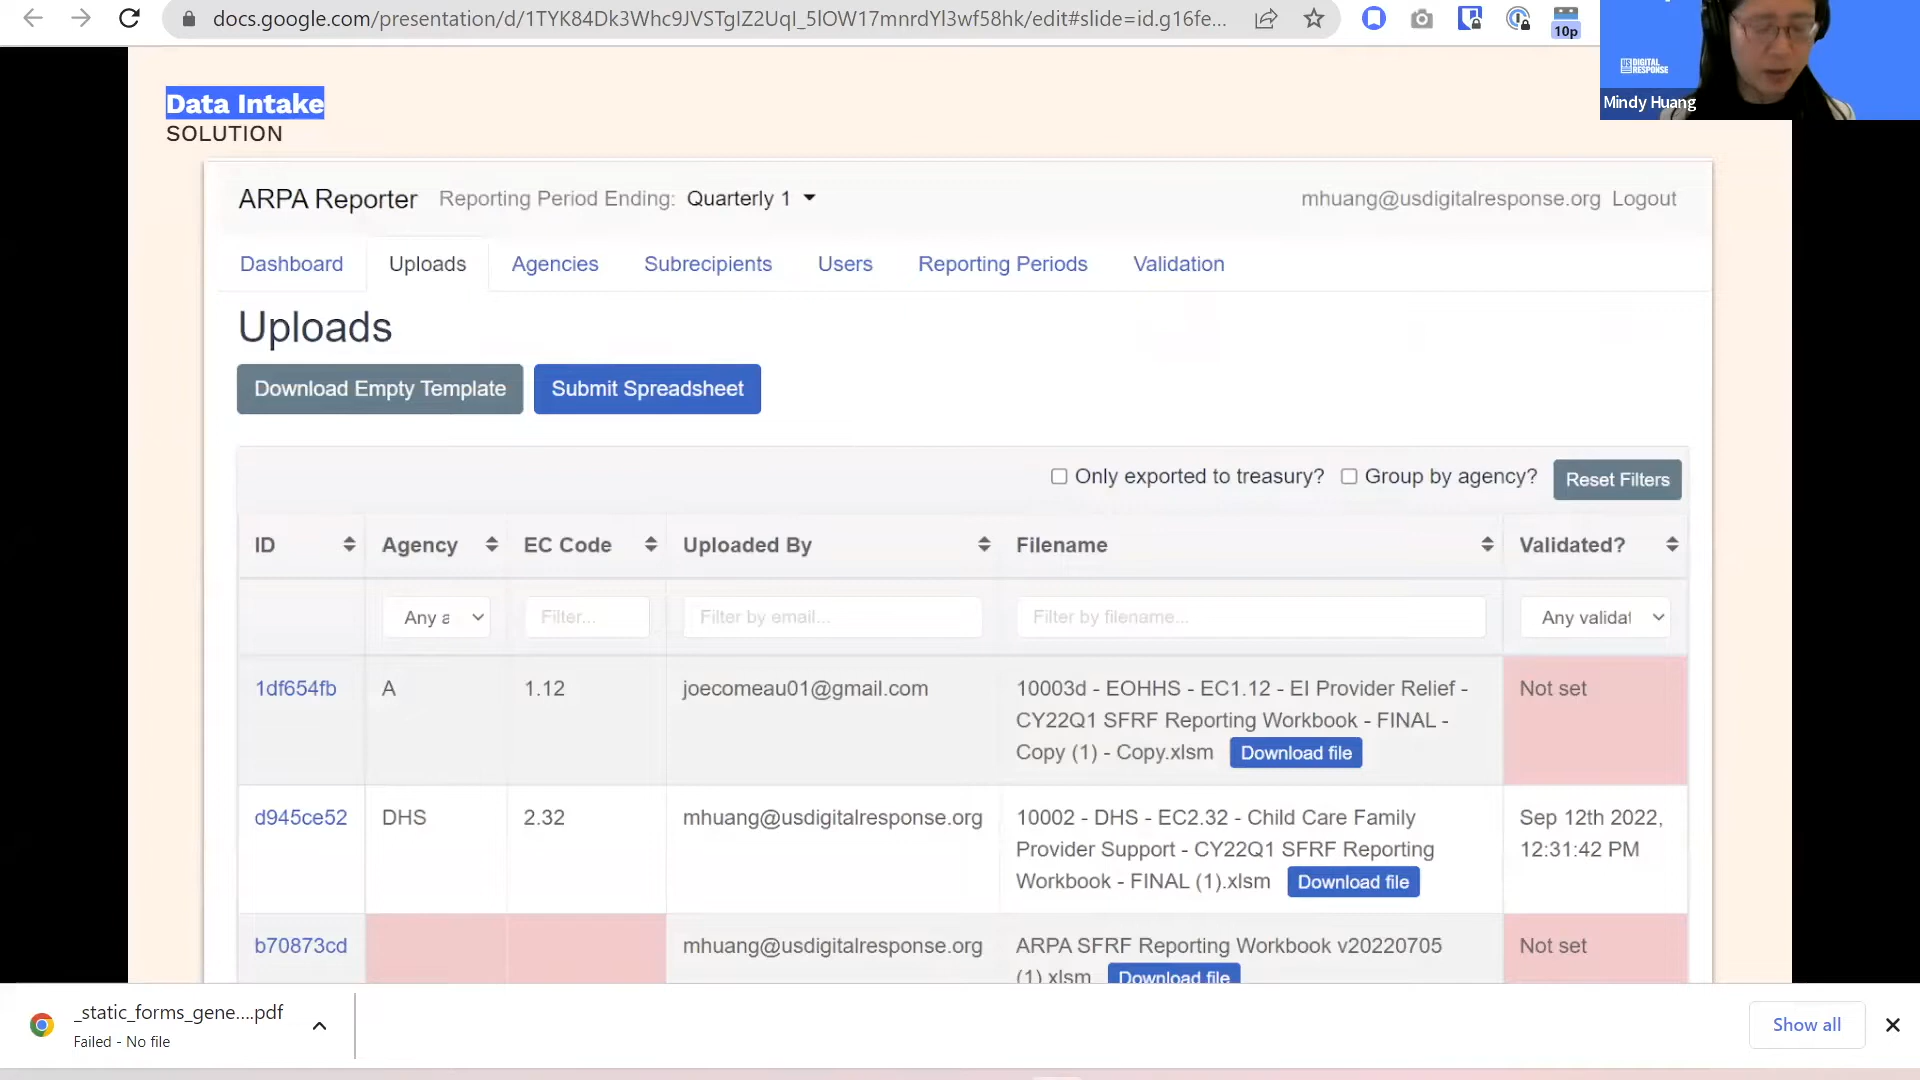 docs.google.com/presentation/d/1TYK84Dk3Whc9JVSTgIZ2UqI_5lOW17mnrdYl3wf58hk/edit#slide=id.g16fe...
10p
US DIGITAL
RESPONSE
Mindy Huang
Data Intake
SOLUTION
ARPA Reporter Reporting Period Ending: Quarterly 1 mhuang@usdigitalresponse.org Logout
Dashboard Uploads Agencies Subrecipients Users Reporting Periods Validation
Uploads
Download Empty Template Submit Spreadsheet
Only exported to treasury? Group by agency? Reset Filters
ID Agency EC Code Uploaded By Filename Validated?
Any a Filter... Filter by email... Filter by filename... Any validat
1df654fb A 1.12 joecomeau01@gmail.com 10003d - EOHHS - EC1.12 - EI Provider Relief - Not set
CY22Q1 SFRF Reporting Workbook - FINAL -
Copy (1) - Copy.xlsm Download file
d945ce52 DHS 2.32 mhuang@usdigitalresponse.org 10002 - DHS - EC2.32 - Child Care Family Sep 12th 2022,
Provider Support - CY22Q1 SFRF Reporting 12:31:42 PM
Workbook - FINAL (1).xlsm Download file
b70873cd mhuang@usdigitalresponse.org ARPA SFRF Reporting Workbook v20220705 Not set
(1).xlsm Download file
_static_forms_gene....pdf
Failed - No file
Show all